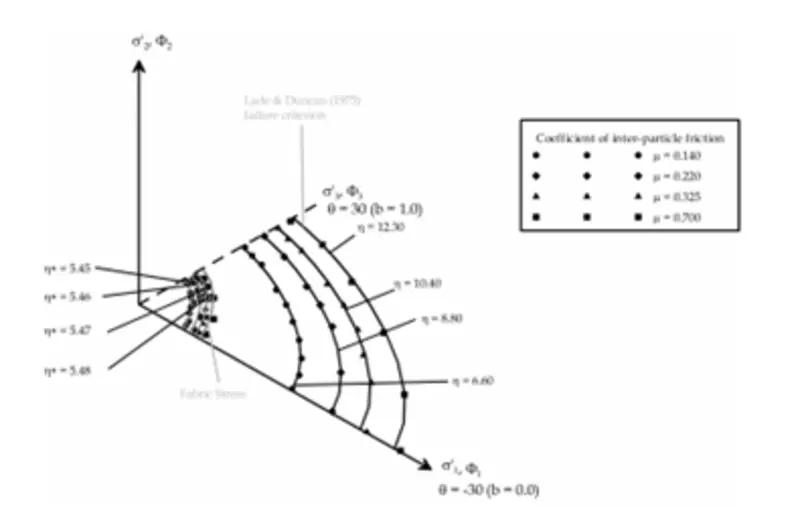 σ'₂, Φ₂
Lade & Duncan (1975)
failure criterion
Coefficient of inter-particle friction
μ = 0.140
μ = 0.220
μ = 0.325
μ = 0.700
σ'₃, Φ₃
θ = 30 (b = 1.0)
η = 12.30
η* = 5.45
η* = 5.46
η = 10.40
η = 8.80
η* = 5.47
η* = 5.48
η = 6.60
Fabric Stress
σ'₁, Φ₁
θ = -30 (b = 0.0)